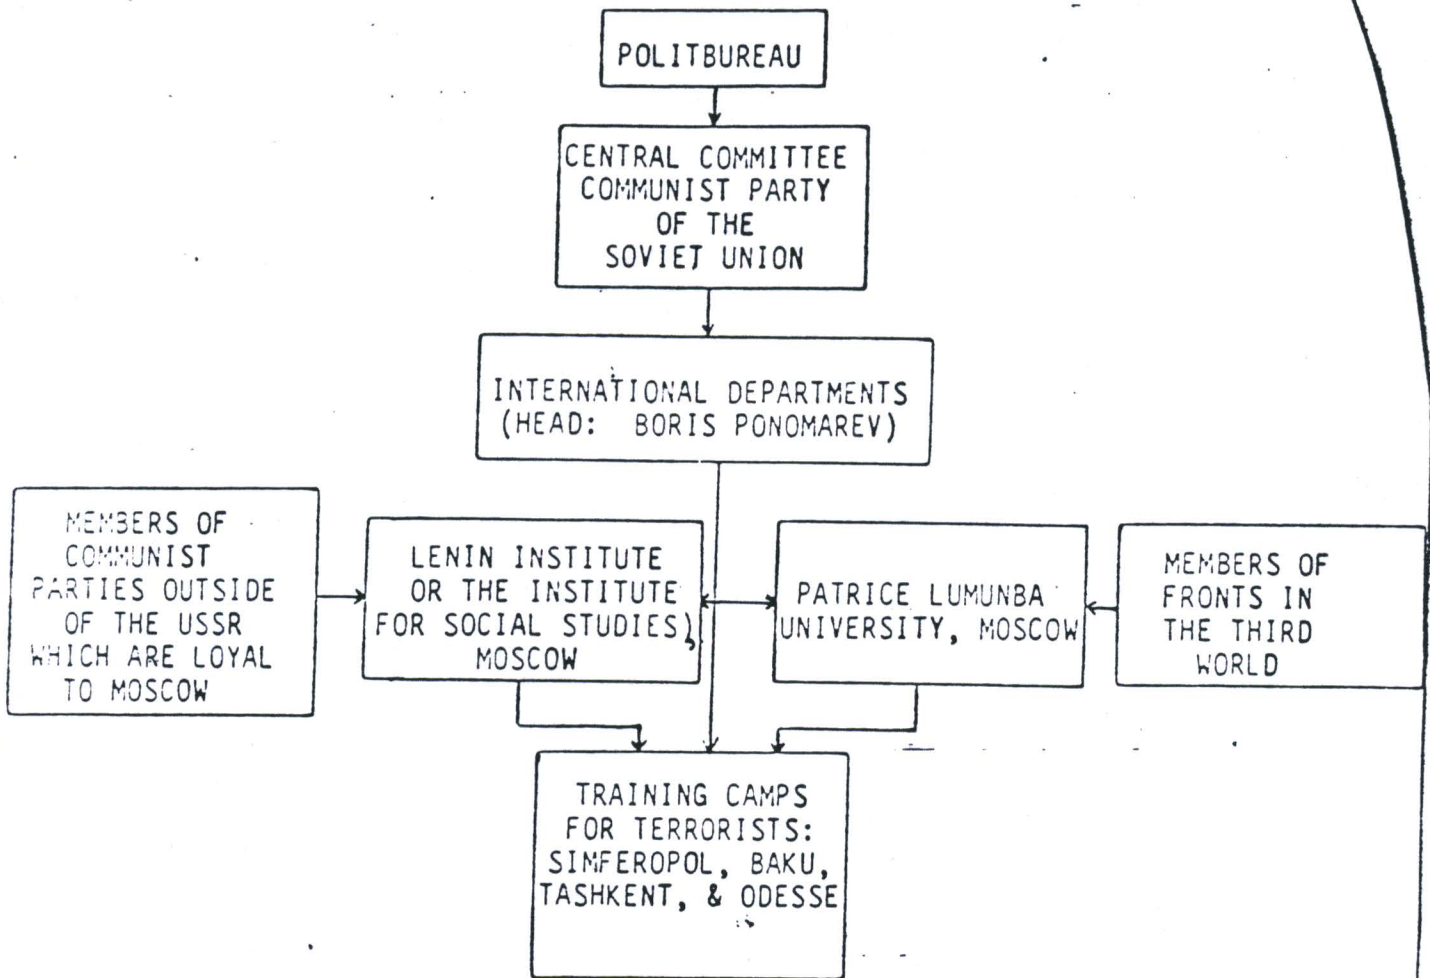 POLITBUREAU
CENTRAL COMMITTEE
COMMUNIST PARTY
OF THE
SOVIET UNION
INTERNATIONAL DEPARTMENTS
(HEAD: BORIS PONOMAREV)
MEMBERS OF
COMMUNIST
PARTIES OUTSIDE
OF THE USSR
WHICH ARE LOYAL
TO MOSCOW
LENIN INSTITUTE
OR THE INSTITUTE
FOR SOCIAL STUDIES),
MOSCOW
PATRICE LUMUNBA
UNIVERSITY, MOSCOW
MEMBERS OF
FRONTS IN
THE THIRD
WORLD
TRAINING CAMPS
FOR TERRORISTS:
SIMFEROPOL, BAKU,
TASHKENT, & ODESSE